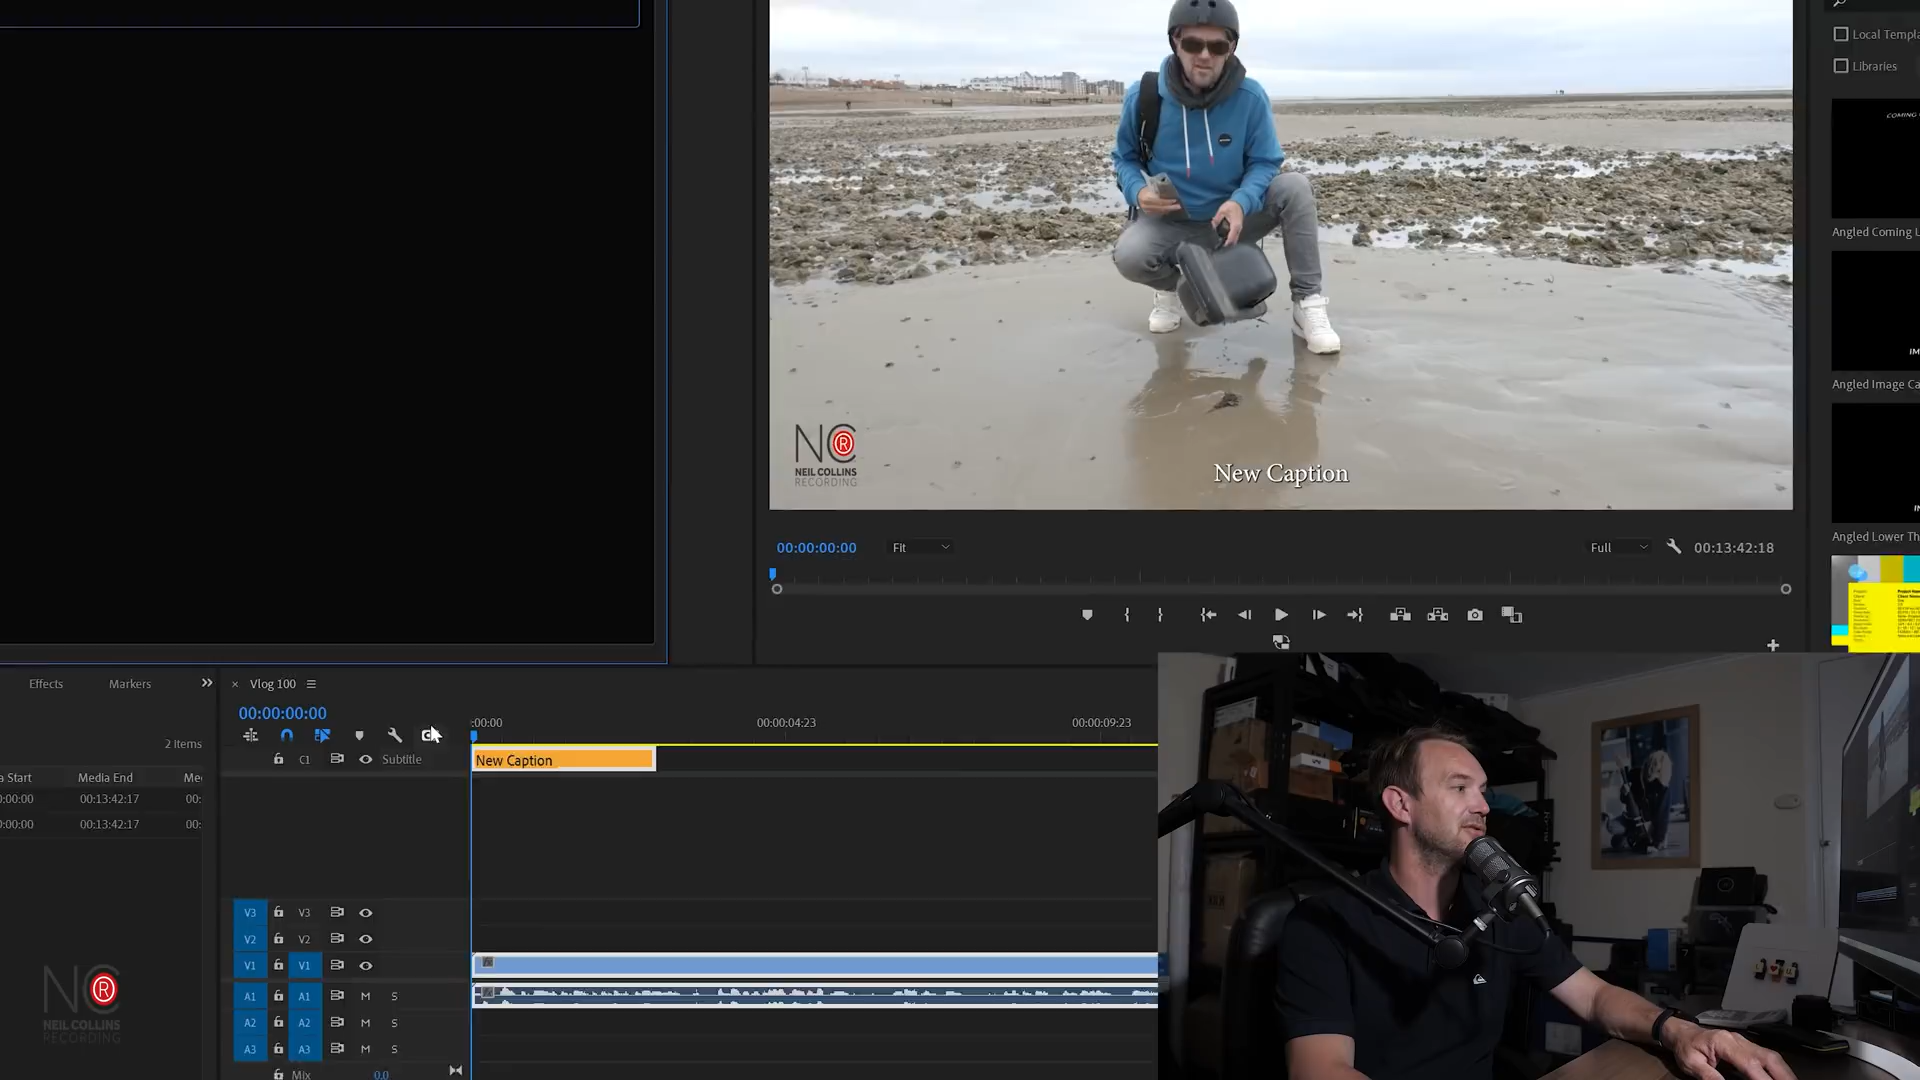 Local Templa
Libraries
COMING
Angled Coming L
IM
Angled Image Ca
Angled Lower Th
NC®
NEIL COLLINS
RECORDING
New Caption
00:00:00:00
Fit
Full
00:13:42:18
Effects
Markers
× Vlog 100
00:00:00:00
:00:00
00:00:04:23
00:00:09:23
2 Items
C1
Subtitle
New Caption
a Start
Media End
Me
0:00:00
00:13:42:17
00:
0:00:00
00:13:42:17
00:
V3 V3
V2 V2
V1 V1
A1 A1 M S
A2 A2 M S
A3 A3 M S
Mix 0.0
NC®
NEIL COLLINS
RECORDING